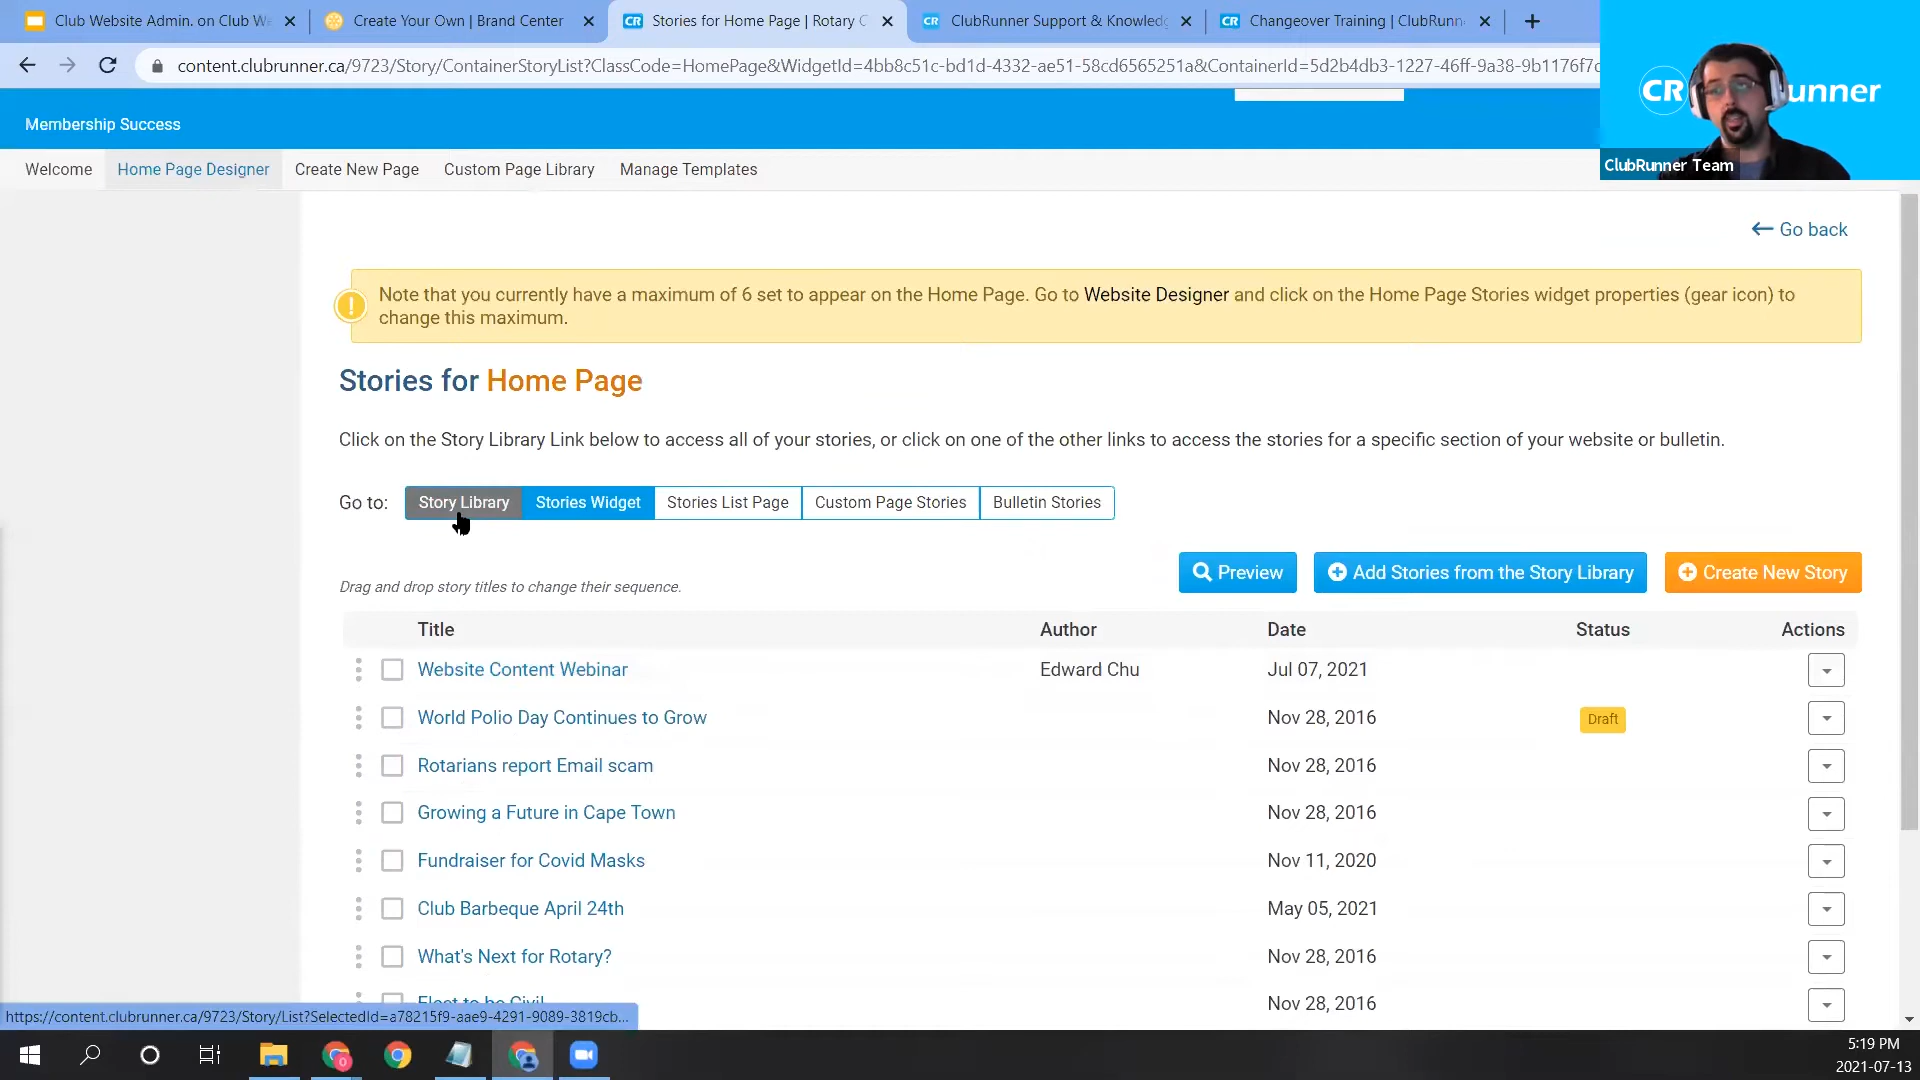 Club Website Admin. on Club We
Create Your Own | Brand Center
CR Stories for Home Page | Rotary C
CR ClubRunner Support & Knowledg
CR Changeover Training | ClubRunn
content.clubrunner.ca/9723/Story/ContainerStoryList?ClassCode=HomePage&WidgetId=4bb8c51c-bd1d-4332-ae51-58cd6565251a&ContainerId=5d2b4db3-1227-46ff-9a38-9b1176f7c
CR unner
ClubRunner Team
Membership Success
Welcome Home Page Designer Create New Page Custom Page Library Manage Templates
Go back
Note that you currently have a maximum of 6 set to appear on the Home Page. Go to Website Designer and click on the Home Page Stories widget properties (gear icon) to
change this maximum.
Stories for Home Page
Click on the Story Library Link below to access all of your stories, or click on one of the other links to access the stories for a specific section of your website or bulletin.
Go to: Story Library Stories Widget Stories List Page Custom Page Stories Bulletin Stories
Drag and drop story titles to change their sequence.
Preview Add Stories from the Story Library Create New Story
Title Author Date Status Actions
Website Content Webinar Edward Chu Jul 07, 2021
World Polio Day Continues to Grow Nov 28, 2016 Draft
Rotarians report Email scam Nov 28, 2016
Growing a Future in Cape Town Nov 28, 2016
Fundraiser for Covid Masks Nov 11, 2020
Club Barbeque April 24th May 05, 2021
What's Next for Rotary? Nov 28, 2016
Elect to be Civil Nov 28, 2016
https://content.clubrunner.ca/9723/Story/List?SelectedId=a78215f9-aae9-4291-9089-3819cb...
5:19 PM
2021-07-13